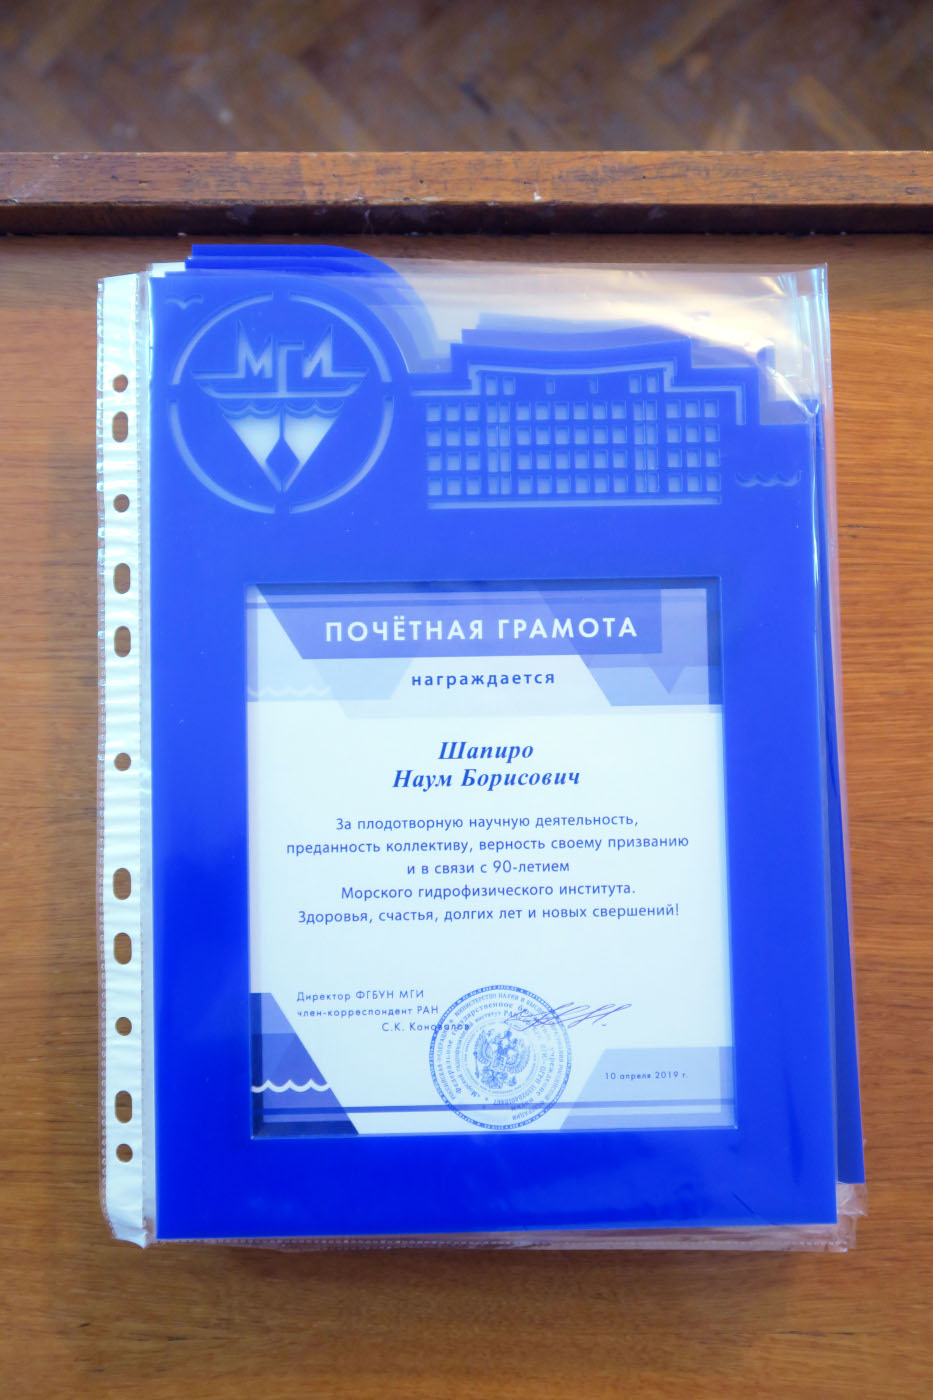 МГИ
ПОЧЁТНАЯ ГРАМОТА
награждается
Шапиро
Наум Борисович
За плодотворную научную деятельность,
преданность коллективу, верность своему призванию
и в связи с 90-летием
Морского гидрофизического института.
Здоровья, счастья, долгих лет и новых свершений!
Директор ФГБУН МГИ
член-корреспондент РАН
С.К. Коновалов
10 апреля 2019 г.